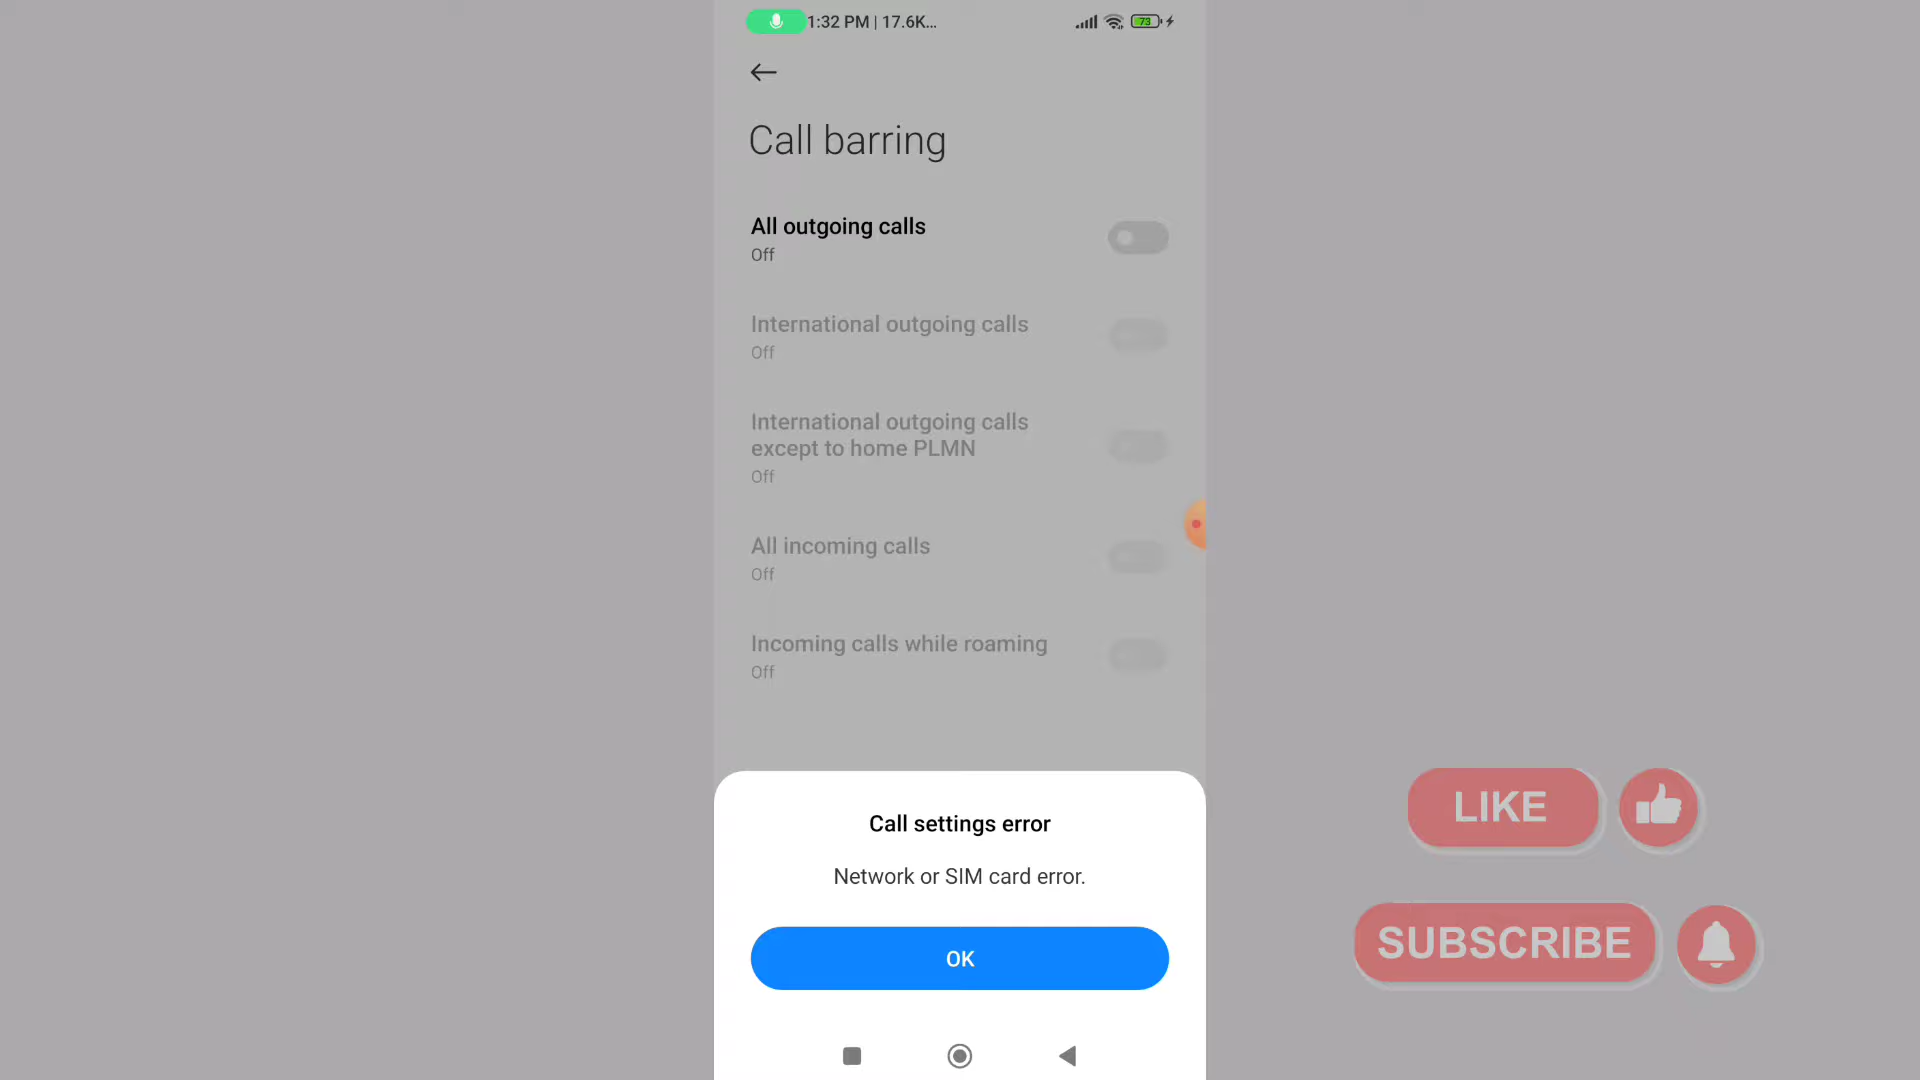 1:32 PM | 17.6K...
73
Call barring
All outgoing calls
Off
International outgoing calls
Off
International outgoing calls
except to home PLMN
Off
All incoming calls
Off
Incoming calls while roaming
Off
Call settings error
Network or SIM card error.
OK
LIKE
SUBSCRIBE